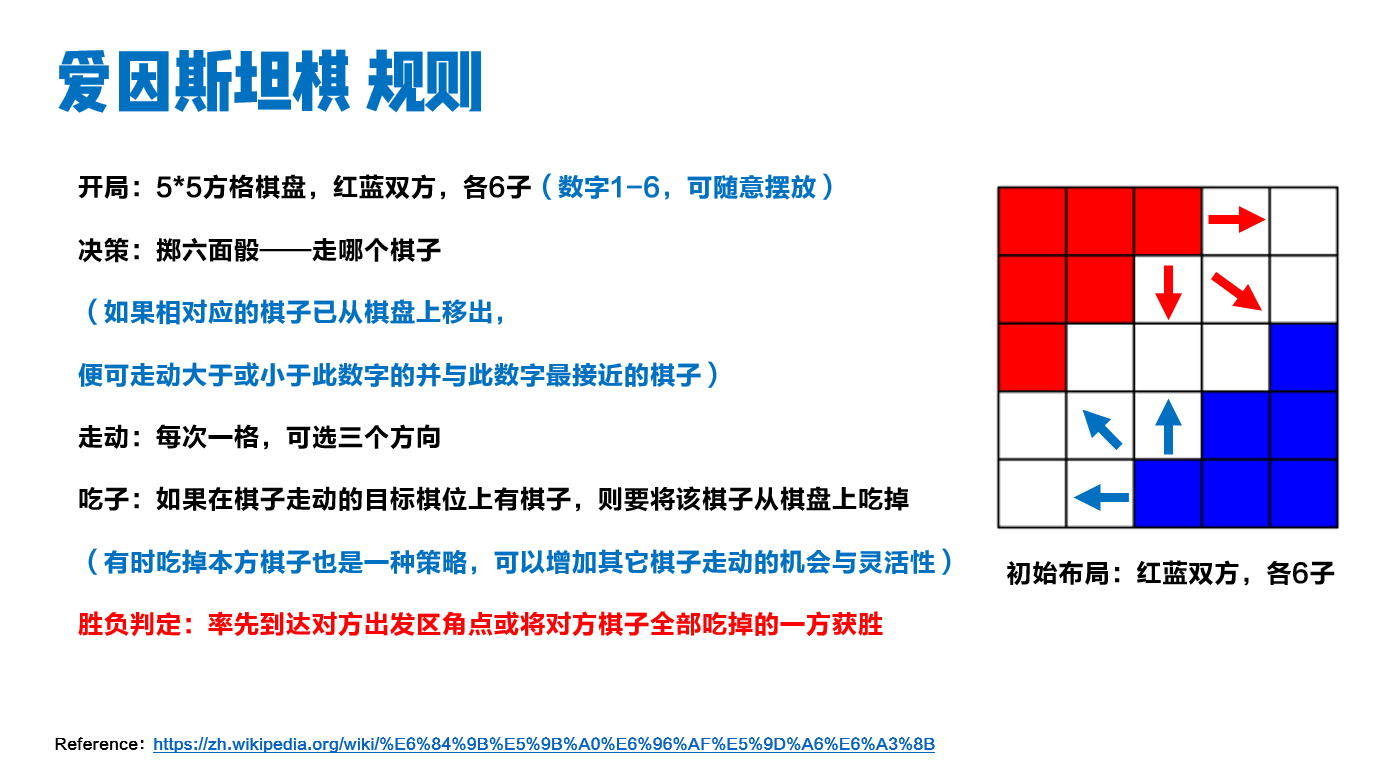 爱因斯坦棋 规则
开局：5*5方格棋盘，红蓝双方，各6子（数字1-6，可随意摆放）
决策：掷六面骰——走哪个棋子
（如果相对应的棋子已从棋盘上移出，
便可走动大于或小于此数字的并与此数字最接近的棋子）
走动：每次一格，可选三个方向
吃子：如果在棋子走动的目标棋位上有棋子，则要将该棋子从棋盘上吃掉
（有时吃掉本方棋子也是一种策略，可以增加其它棋子走动的机会与灵活性）
胜负判定：率先到达对方出发区角点或将对方棋子全部吃掉的一方获胜
初始布局：红蓝双方，各6子
Reference：https://zh.wikipedia.org/wiki/%E6%84%9B%E5%9B%A0%E6%96%AF%E5%9D%A6%E6%A3%8B